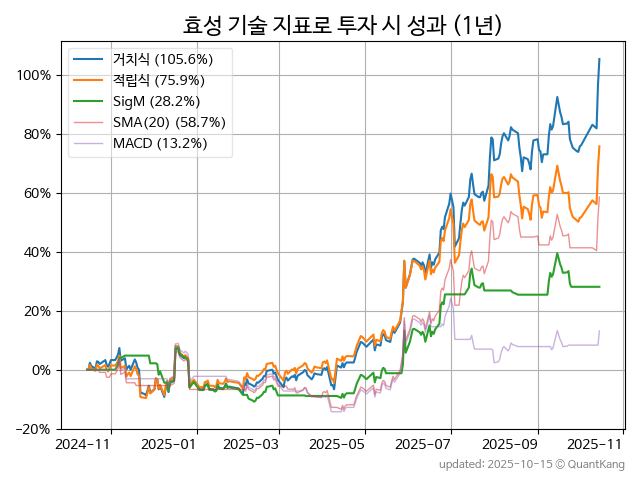 효성 기술 지표로 투자 시 성과 (1년)
거치식 (105.6%)
적립식 (75.9%)
SigM (28.2%)
SMA(20) (58.7%)
MACD (13.2%)
100%
80%
60%
40%
20%
0%
−20%
2024-11 2025-01 2025-03 2025-05 2025-07 2025-09 2025-11
updated: 2025-10-15 © QuantKang